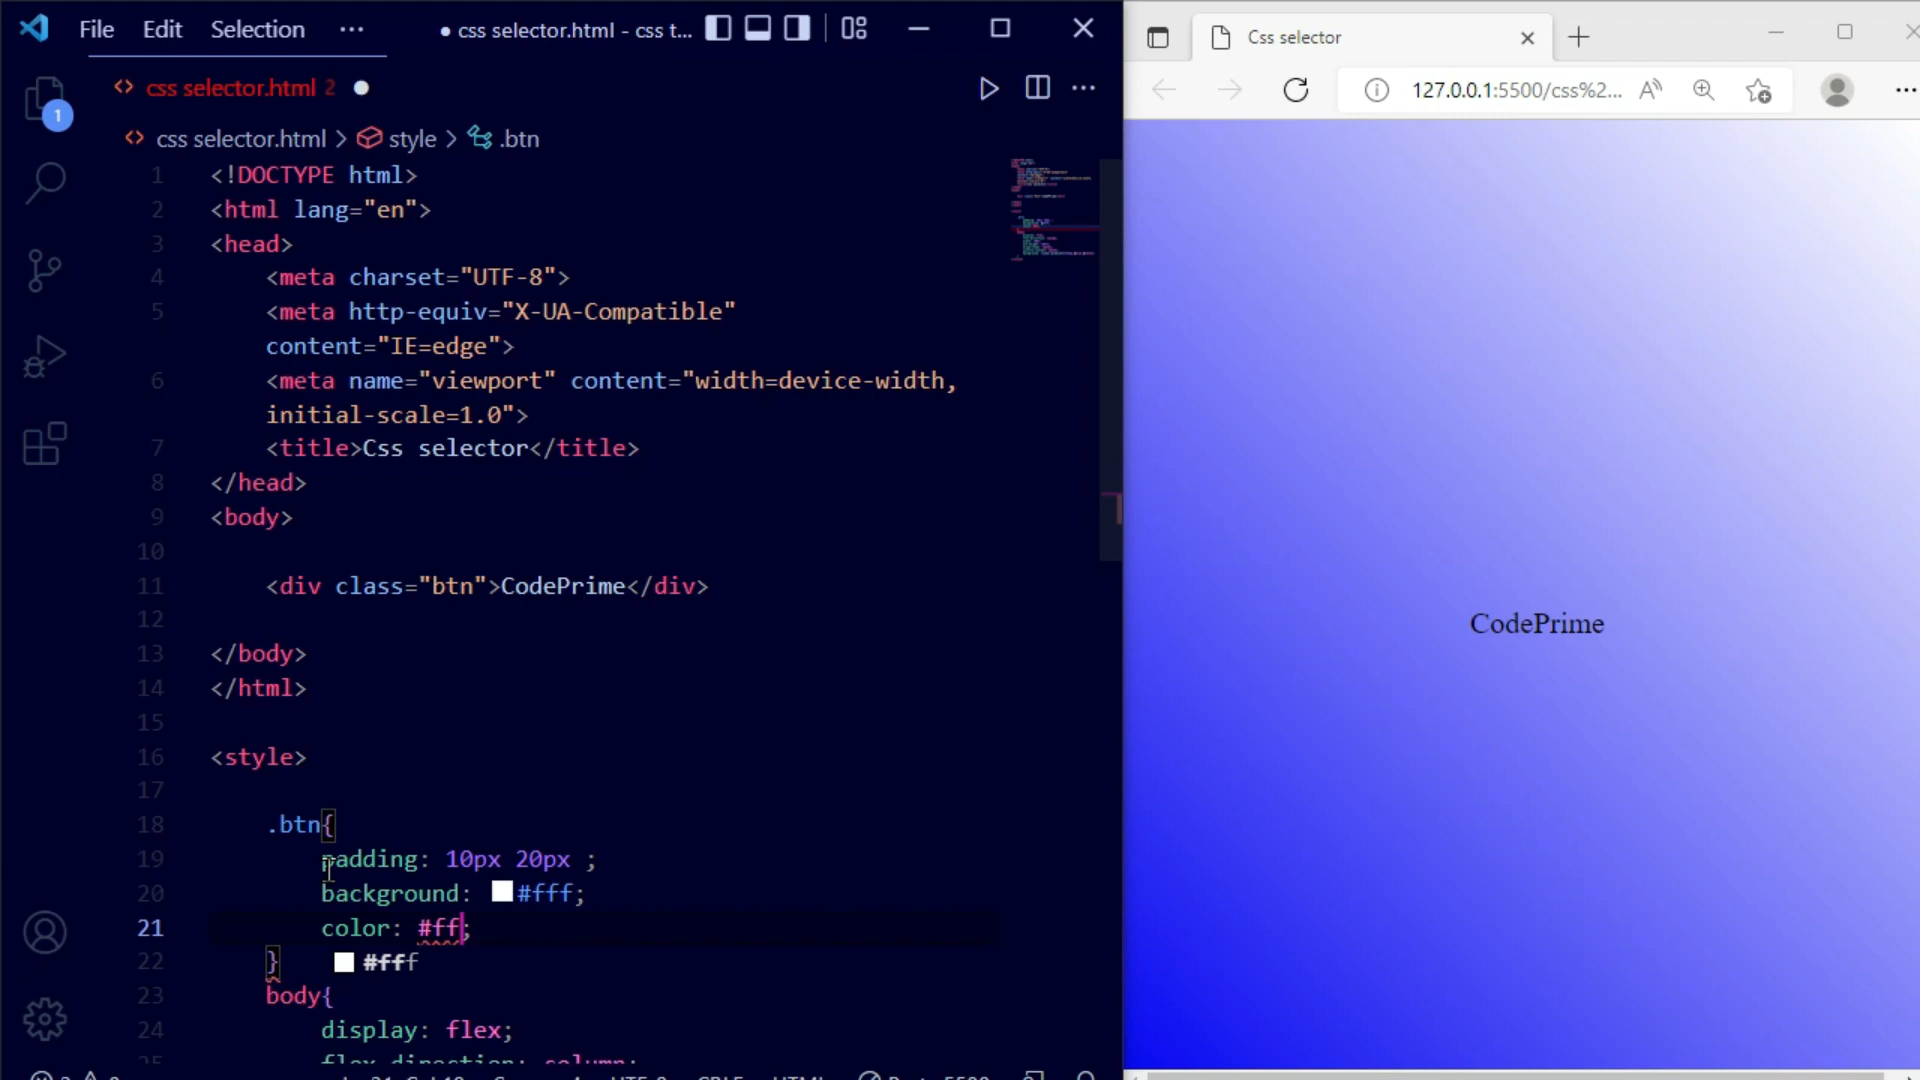 File Edit Selection ···
● css selector.html - css t...
css selector.html 2 ●
css selector.html > style > .btn
1
1 <!DOCTYPE html>
2 <html lang="en">
3 <head>
4 <meta charset="UTF-8">
5 <meta http-equiv="X-UA-Compatible"
content="IE=edge">
6 <meta name="viewport" content="width=device-width,
initial-scale=1.0">
7 <title>Css selector</title>
8 </head>
9 <body>
10
11 <div class="btn">CodePrime</div>
12
13 </body>
14 </html>
15
16 <style>
17
18 .btn{
19 padding: 10px 20px ;
20 background: #fff;
21 color: #ff;
22 } #fff
23 body{
24 display: flex;
25 flex-direction: column;
Css selector
127.0.0.1:5500/css%2...
CodePrime